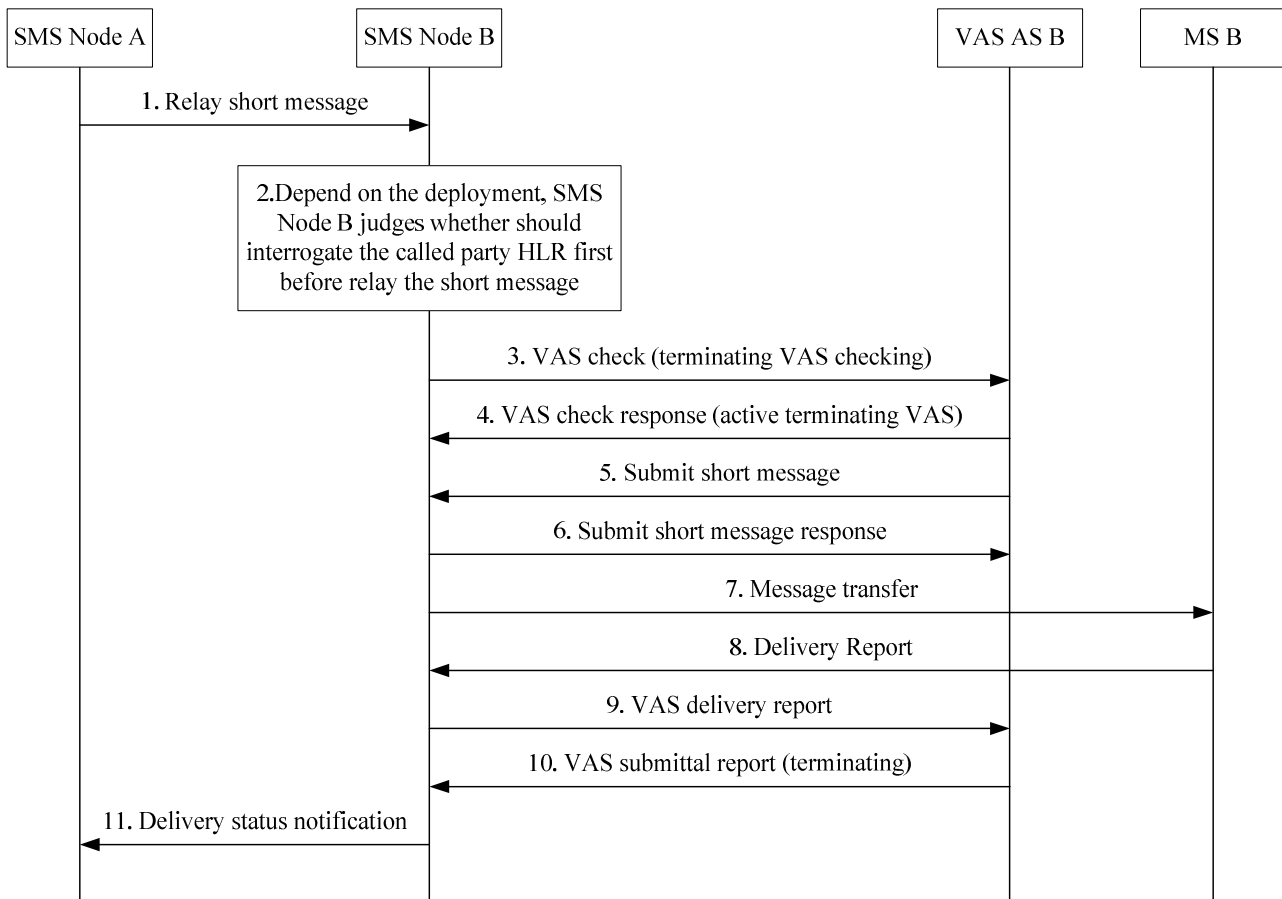 SMS Node A
SMS Node B
VAS AS B
MS B
1. Relay short message
2.Depend on the deployment, SMS
Node B judges whether should
interrogate the called party HLR first
before relay the short message
3. VAS check (terminating VAS checking)
4. VAS check response (active terminating VAS)
5. Submit short message
6. Submit short message response
7. Message transfer
8. Delivery Report
9. VAS delivery report
10. VAS submittal report (terminating)
11. Delivery status notification